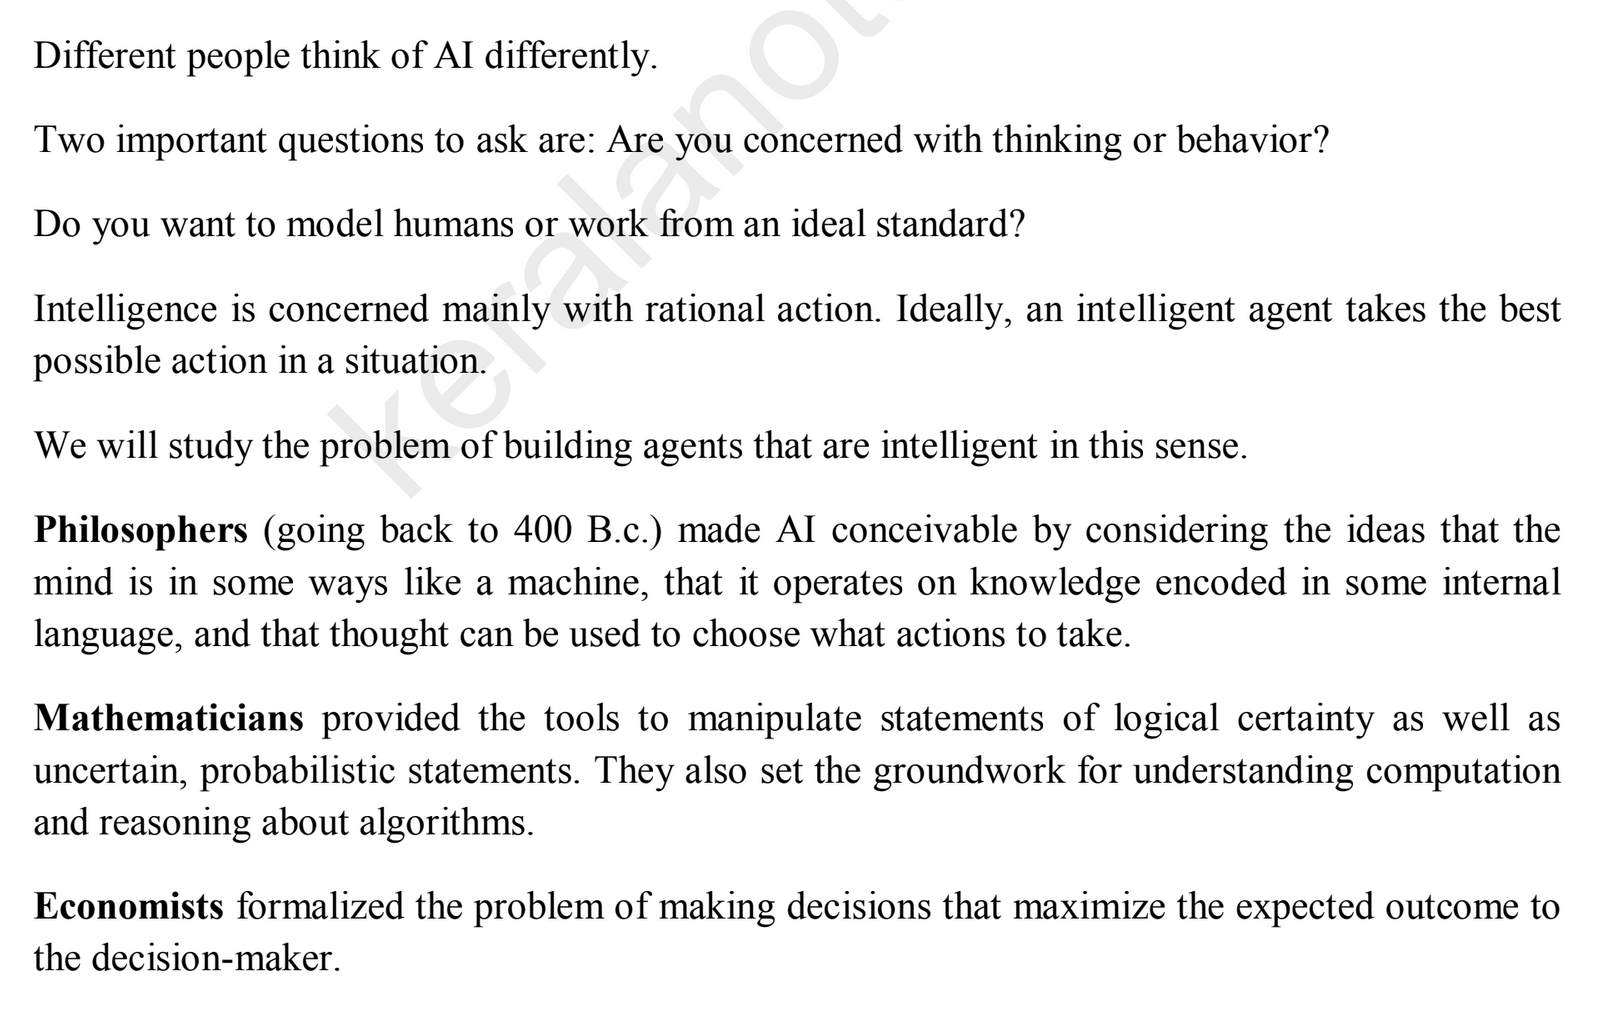 Different people think of AI differently.
Two important questions to ask are: Are you concerned with thinking or behavior?
Do you want to model humans or work from an ideal standard?
Intelligence is concerned mainly with rational action. Ideally, an intelligent agent takes the best
possible action in a situation.
We will study the problem of building agents that are intelligent in this sense.
Philosophers (going back to 400 B.c.) made AI conceivable by considering the ideas that the
mind is in some ways like a machine, that it operates on knowledge encoded in some internal
language, and that thought can be used to choose what actions to take.
Mathematicians provided the tools to manipulate statements of logical certainty as well as
uncertain, probabilistic statements. They also set the groundwork for understanding computation
and reasoning about algorithms.
Economists formalized the problem of making decisions that maximize the expected outcome to
the decision-maker.